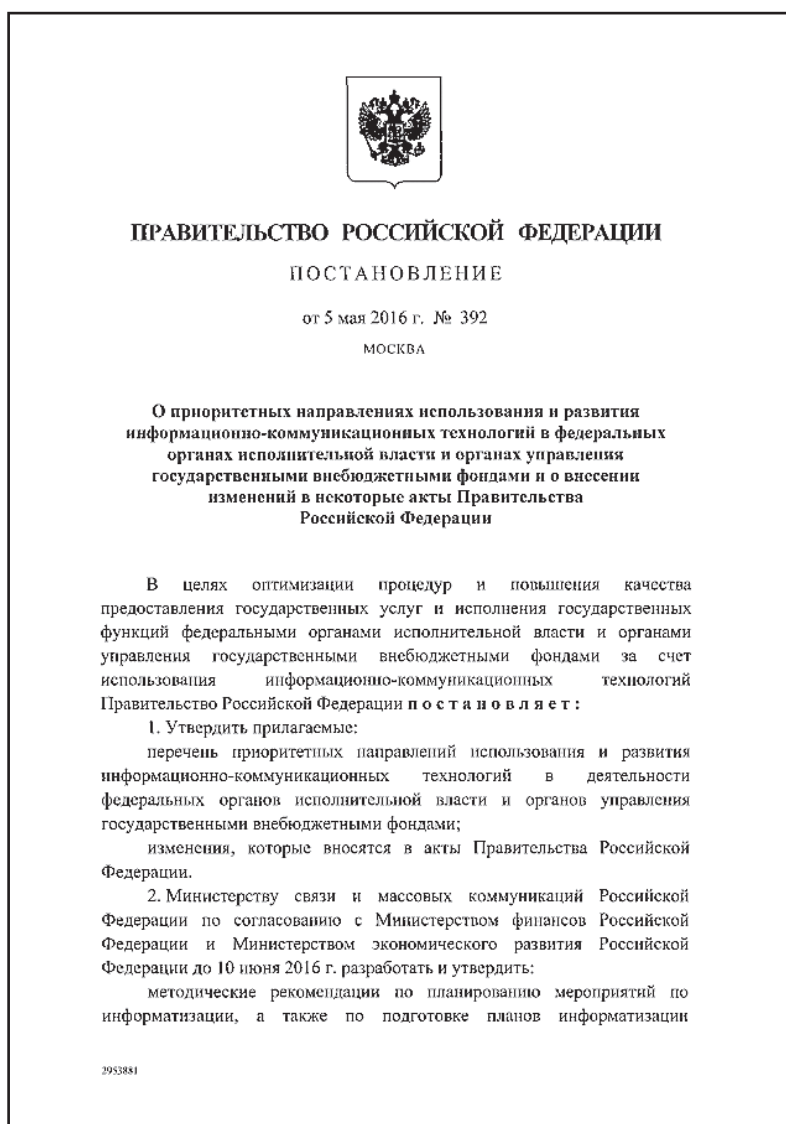 ПРАВИТЕЛЬСТВО РОССИЙСКОЙ ФЕДЕРАЦИИ
ПОСТАНОВЛЕНИЕ
от 5 мая 2016 г. № 392
МОСКВА
О приоритетных направлениях использования и развития
информационно-коммуникационных технологий в федеральных
органах исполнительной власти и органах управления
государственными внебюджетными фондами и о внесении
изменений в некоторые акты Правительства
Российской Федерации
В целях оптимизации процедур и повышения качества
предоставления государственных услуг и исполнения государственных
функций федеральными органами исполнительной власти и органами
управления государственными внебюджетными фондами за счет
использования информационно-коммуникационных технологий
Правительство Российской Федерации постановляет:
1. Утвердить прилагаемые:
перечень приоритетных направлений использования и развития
информационно-коммуникационных технологий в деятельности
федеральных органов исполнительной власти и органов управления
государственными внебюджетными фондами;
изменения, которые вносятся в акты Правительства Российской
Федерации.
2. Министерству связи и массовых коммуникаций Российской
Федерации по согласованию с Министерством финансов Российской
Федерации и Министерством экономического развития Российской
Федерации до 10 июня 2016 г. разработать и утвердить:
методические рекомендации по планированию мероприятий по
информатизации, а также по подготовке планов информатизации
2953881